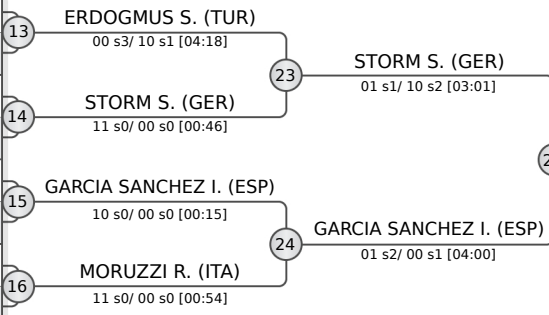 13
ERDOGMUS S. (TUR)
00 s3/ 10 s1 [04:18]
23
STORM S. (GER)
01 s1/ 10 s2 [03:01]
14
STORM S. (GER)
11 s0/ 00 s0 [00:46]
15
GARCIA SANCHEZ I. (ESP)
10 s0/ 00 s0 [00:15]
24
GARCIA SANCHEZ I. (ESP)
01 s2/ 00 s1 [04:00]
16
MORUZZI R. (ITA)
11 s0/ 00 s0 [00:54]